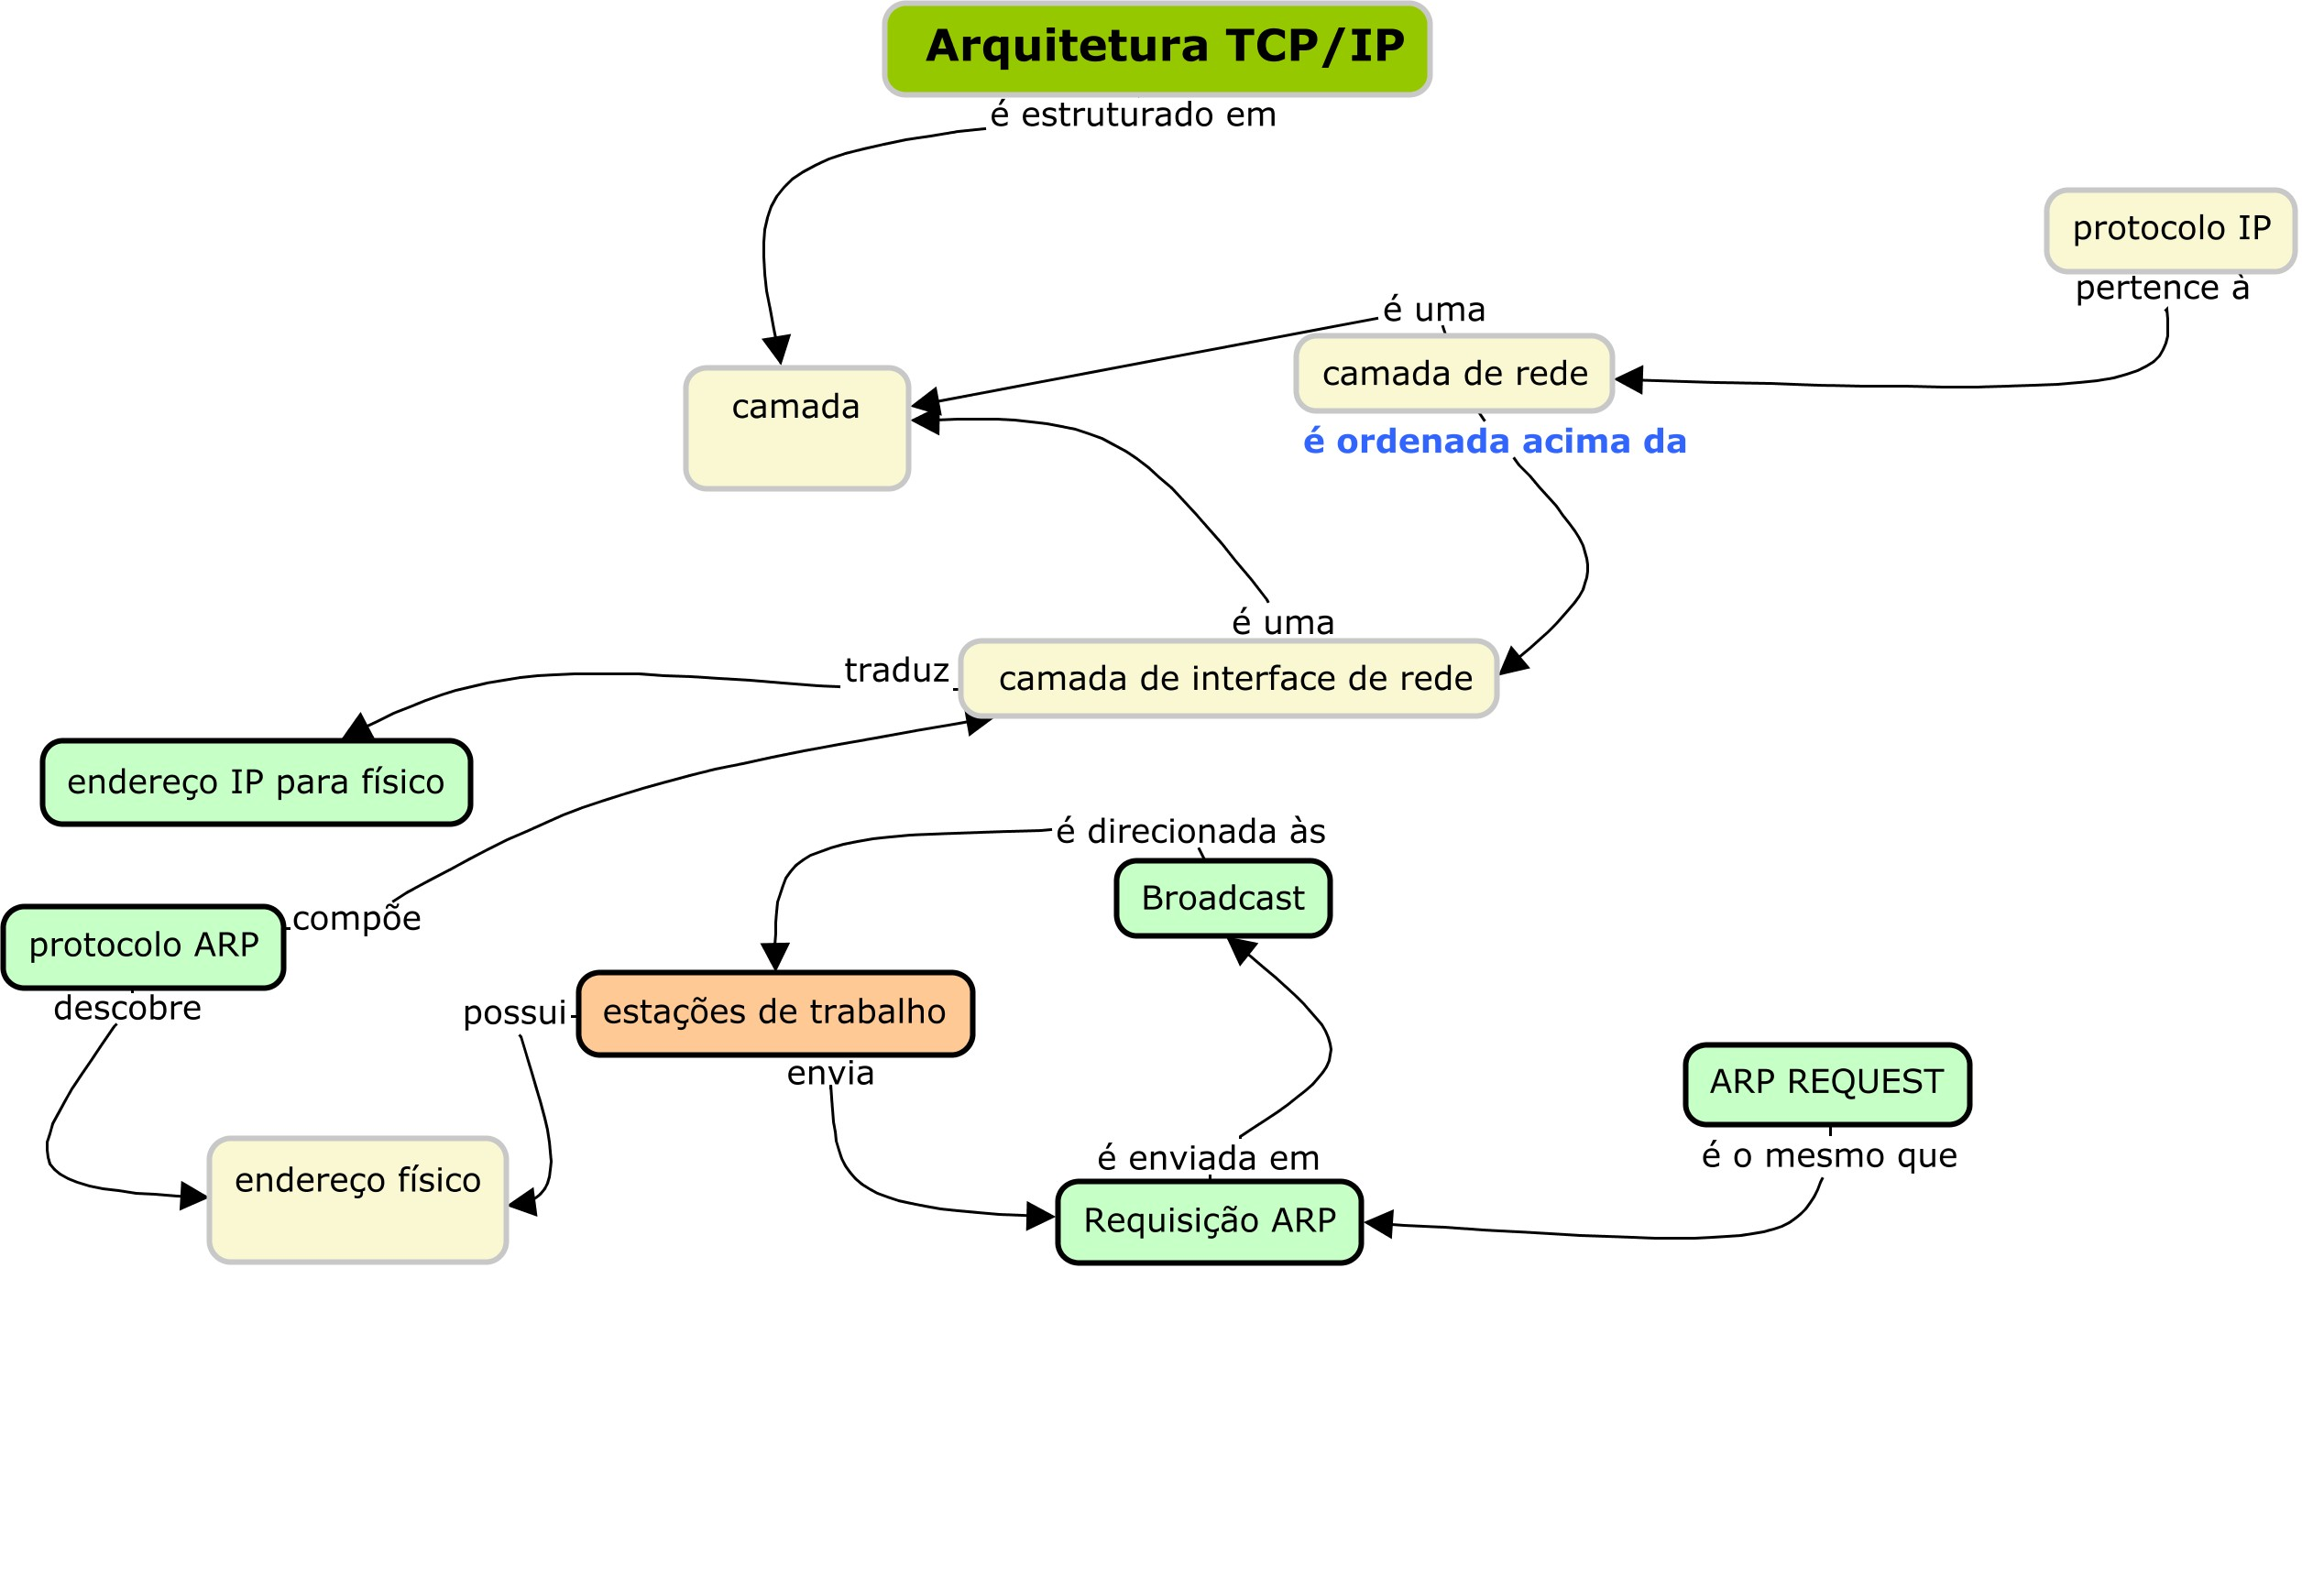 Arquitetura TCP/IP
é estruturado em
protocolo IP
pertence à
é uma
camada de rede
camada
é ordenada acima da
é uma
traduz
camada de interface de rede
endereço IP para físico
é direcionada às
Broadcast
compõe
protocolo ARP
descobre
possui
estações de trabalho
envia
ARP REQUEST
é o mesmo que
é enviada em
endereço físico
Requisição ARP